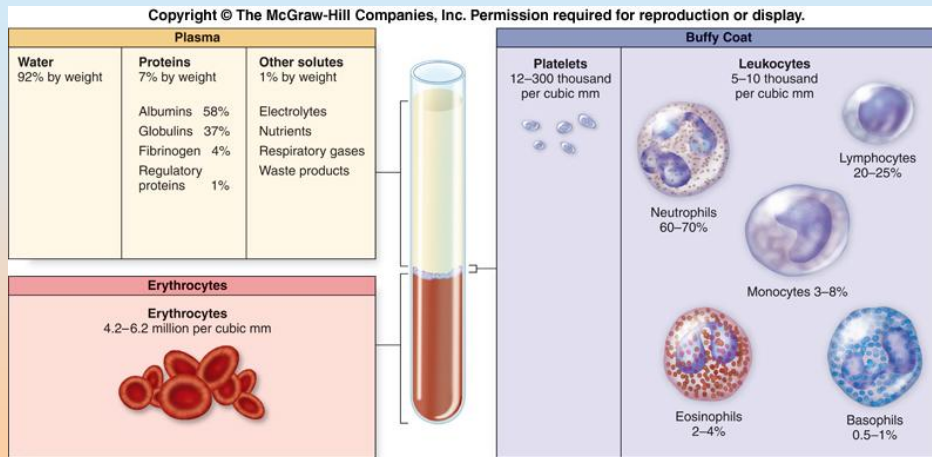 Copyright © The McGraw-Hill Companies, Inc. Permission required for reproduction or display.
Plasma
Water
92% by weight
Proteins
7% by weight
Albumins 58%
Globulins 37%
Fibrinogen 4%
Regulatory
proteins 1%
Other solutes
1% by weight
Electrolytes
Nutrients
Respiratory gases
Waste products
Erythrocytes
Erythrocytes
4.2–6.2 million per cubic mm
Buffy Coat
Platelets
12–300 thousand
per cubic mm
Leukocytes
5–10 thousand
per cubic mm
Lymphocytes
20–25%
Neutrophils
60–70%
Monocytes 3–8%
Eosinophils
2–4%
Basophils
0.5–1%